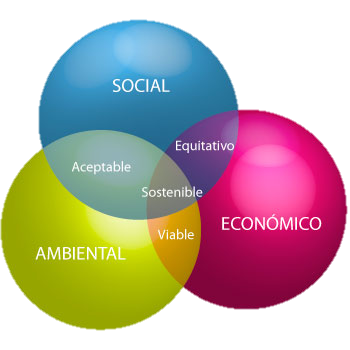 SOCIAL
Equitativo
Aceptable
Sostenible
ECONÓMICO
Viable
AMBIENTAL